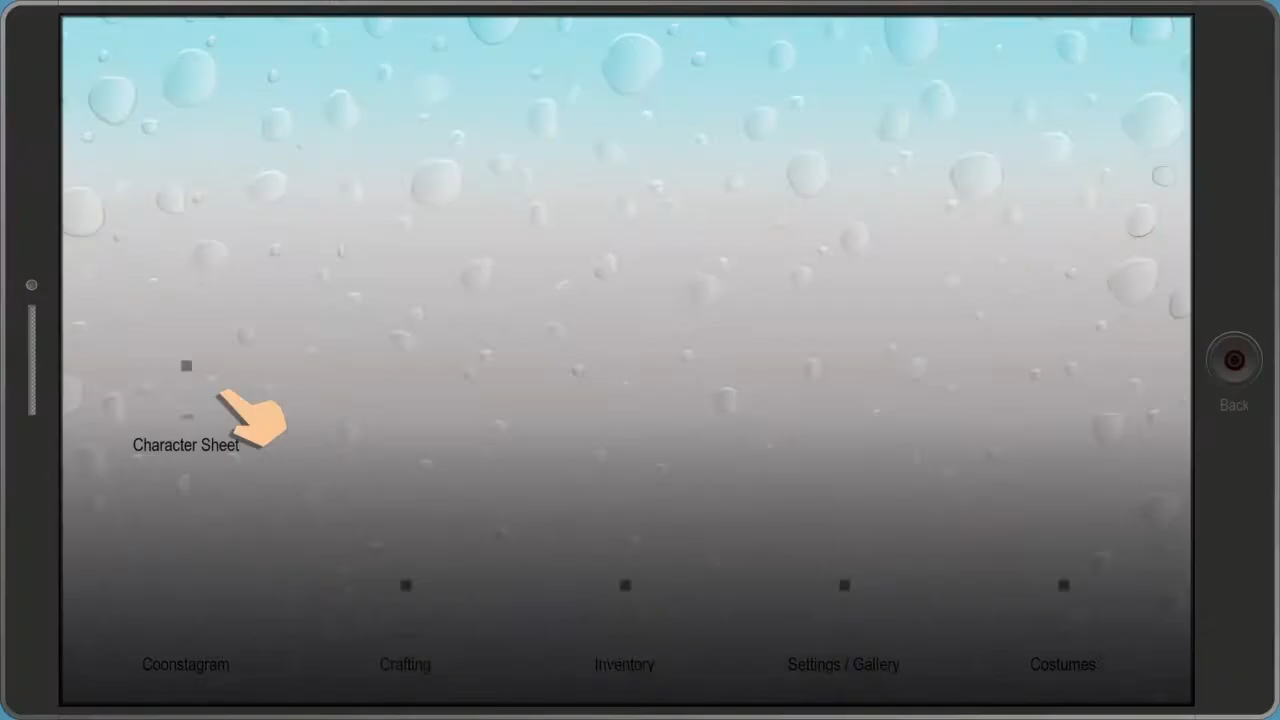 Back
Character Sheet
Coonstagram
Crafting
Inventory
Settings / Gallery
Costumes